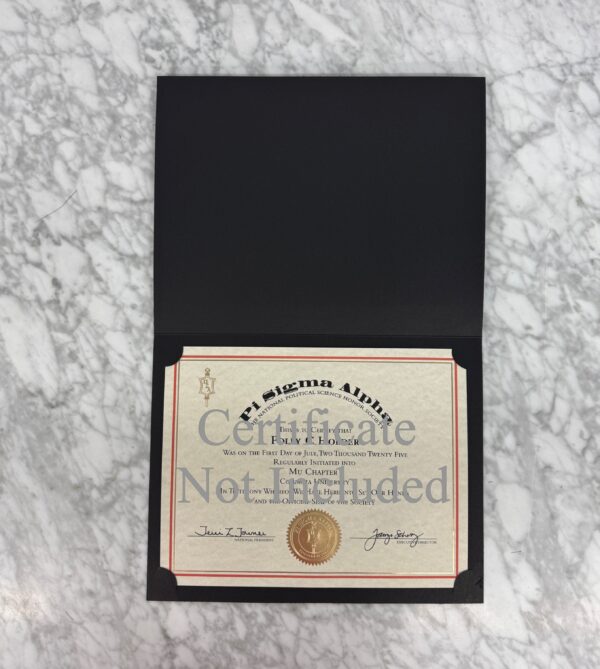 Pi Sigma Alpha
The National Political Science Honor Society
This is to Certify that
Folly C Holder
Was on the First Day of July, Two Thousand Twenty Five
Regularly Initiated into
Mu Chapter
University
In Testimony Whereof We Have Hereunto Set Our Hands
and the Official Seal of the Society
Certificate
Not Included
NATIONAL PRESIDENT
EXECUTIVE DIRECTOR